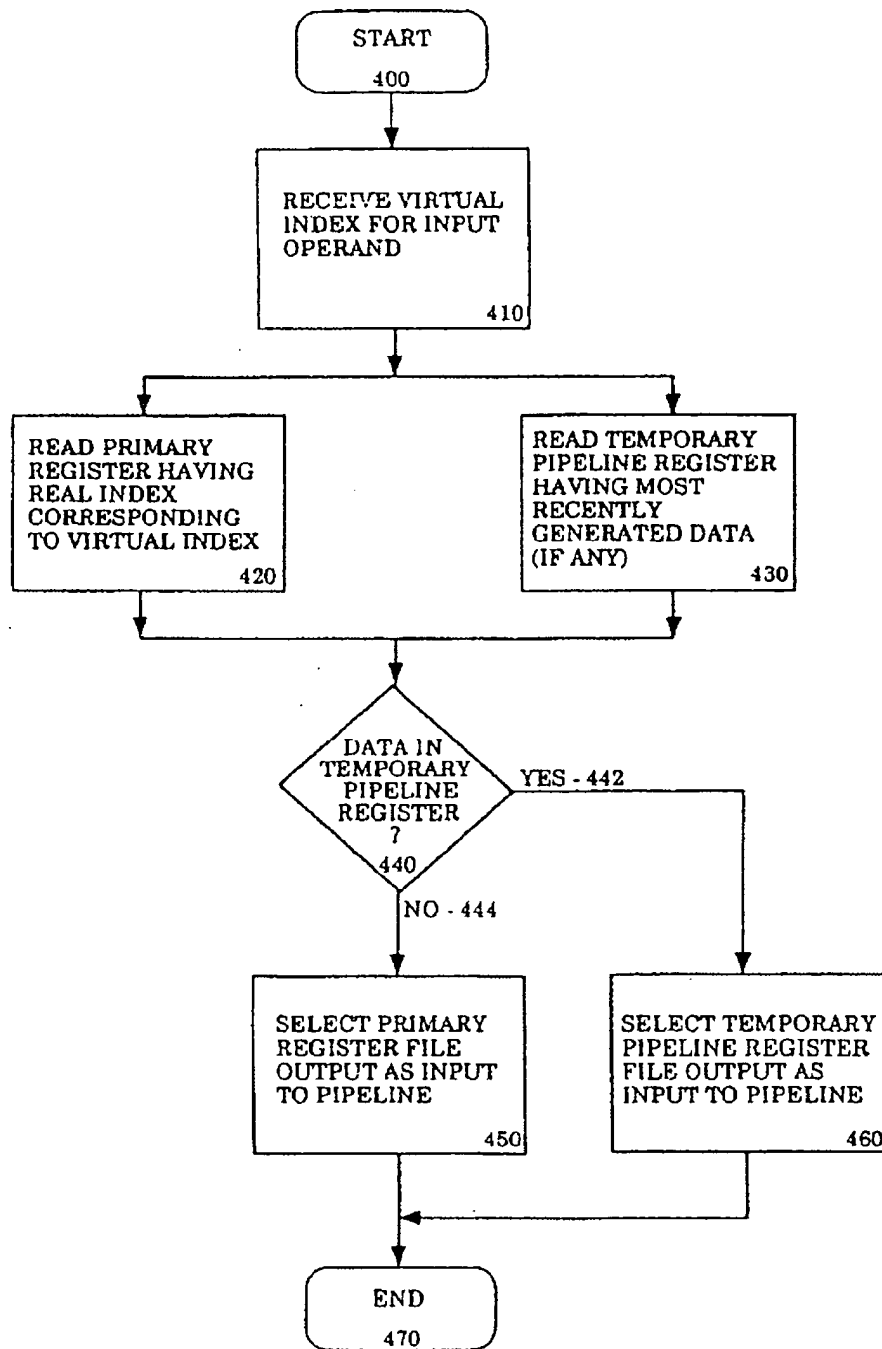 START
400
RECEIVE VIRTUAL
INDEX FOR INPUT
OPERAND
410
READ PRIMARY
REGISTER HAVING
REAL INDEX
CORRESPONDING
TO VIRTUAL INDEX
420
READ TEMPORARY
PIPELINE REGISTER
HAVING MOST
RECENTLY
GENERATED DATA
(IF ANY)
430
DATA IN
TEMPORARY
PIPELINE
REGISTER
?
440
YES - 442
NO - 444
SELECT PRIMARY
REGISTER FILE
OUTPUT AS INPUT
TO PIPELINE
450
SELECT TEMPORARY
PIPELINE REGISTER
FILE OUTPUT AS
INPUT TO PIPELINE
460
END
470